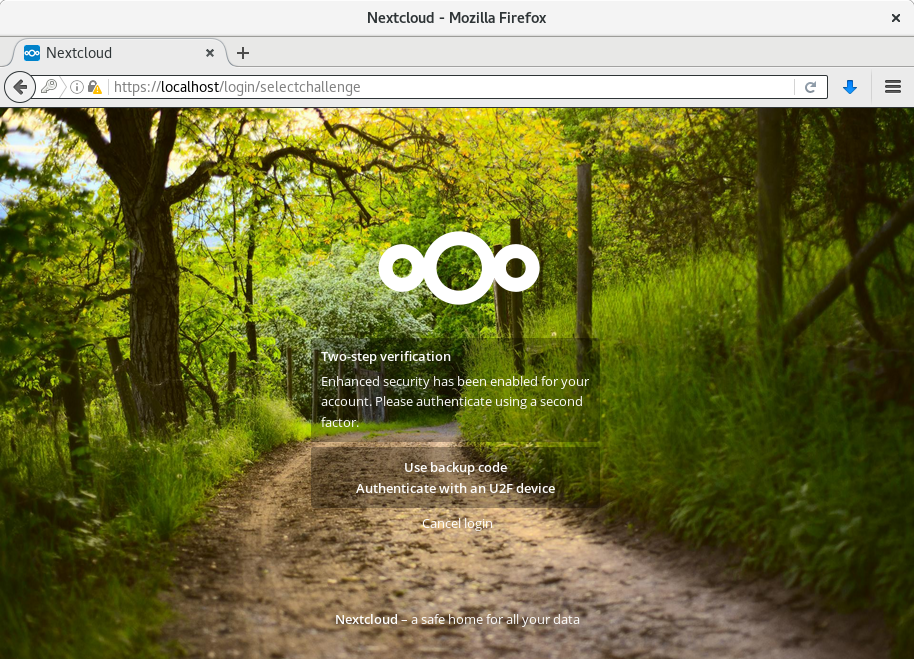 Nextcloud - Mozilla Firefox
Nextcloud
https://localhost/login/selectchallenge
Two-step verification
Enhanced security has been enabled for your
account. Please authenticate using a second
factor.
Use backup code
Authenticate with an U2F device
Cancel login
Nextcloud – a safe home for all your data